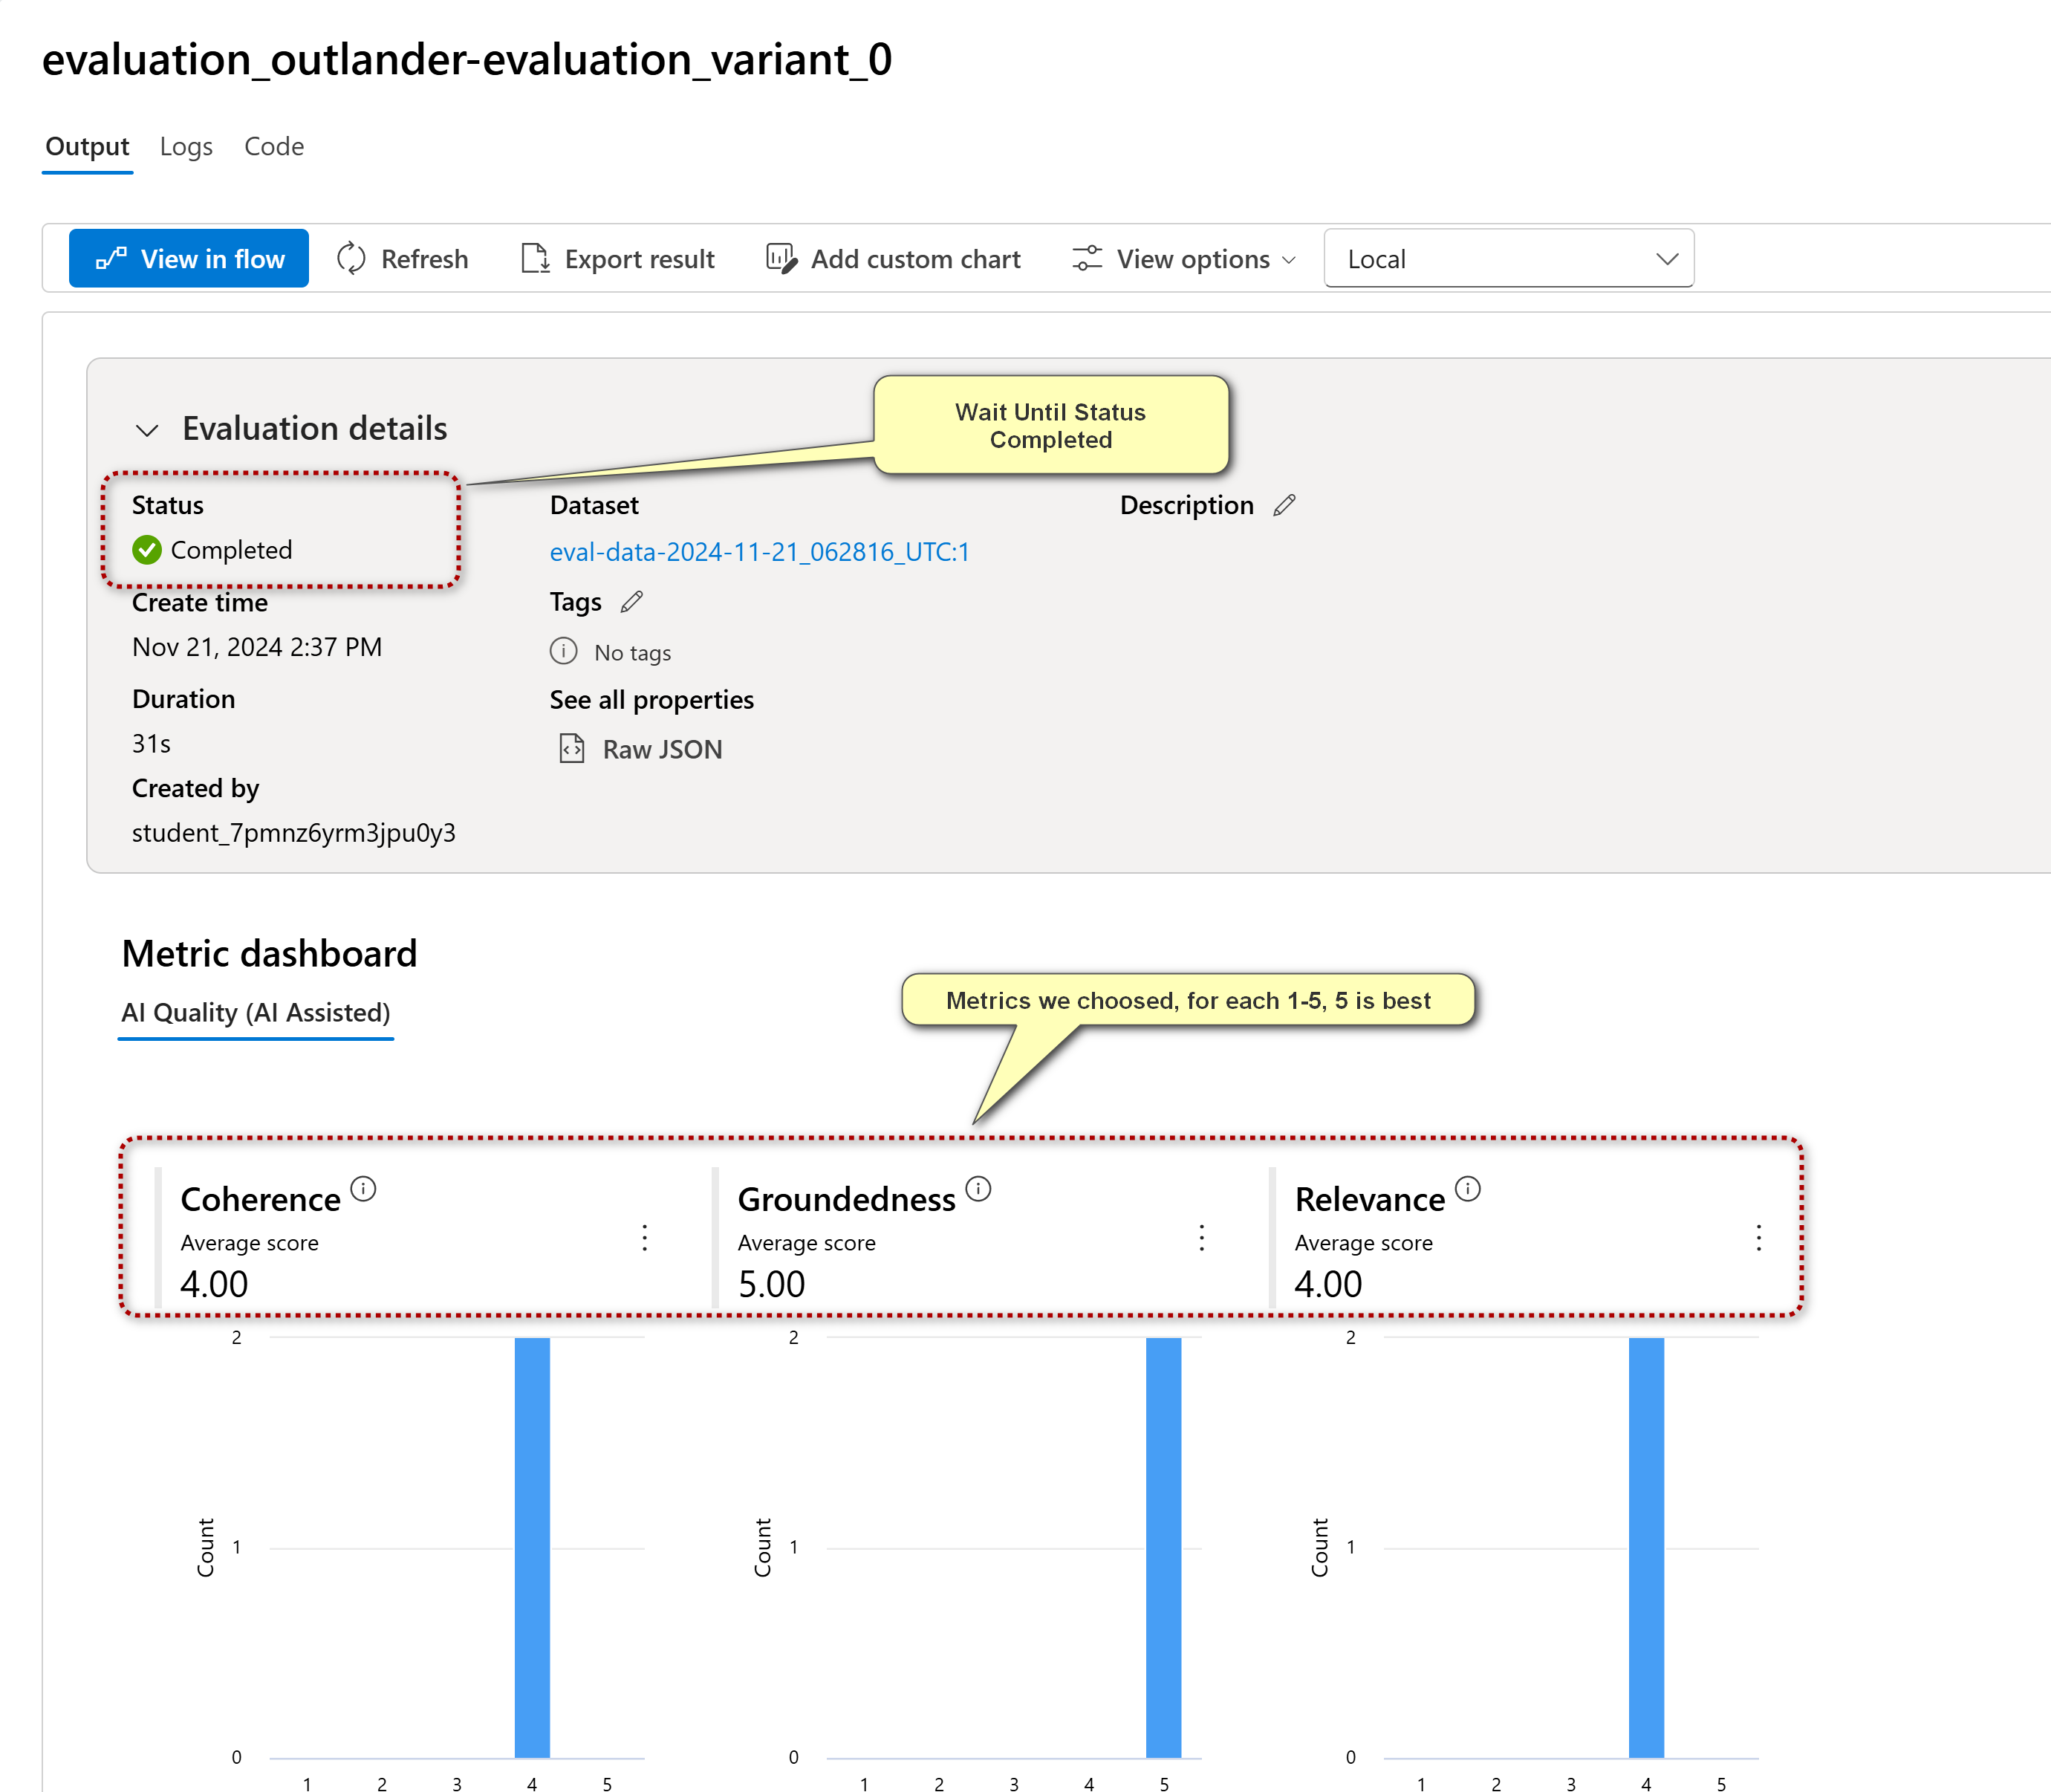 evaluation_outlander-evaluation_variant_0
Output Logs Code
View in flow Refresh Export result Add custom chart View options Local
Evaluation details
Wait Until Status
Completed
Status
Completed
Dataset
eval-data-2024-11-21_062816_UTC:1
Description
Create time
Nov 21, 2024 2:37 PM
Tags
No tags
Duration
31s
See all properties
Raw JSON
Created by
student_7pmnz6yrm3jpu0y3
Metric dashboard
AI Quality (AI Assisted)
Metrics we choosed, for each 1-5, 5 is best
Coherence
Average score
4.00
Groundedness
Average score
5.00
Relevance
Average score
4.00
2
1
0
Count
1 2 3 4 5
2
1
0
Count
1 2 3 4 5
2
1
0
Count
1 2 3 4 5